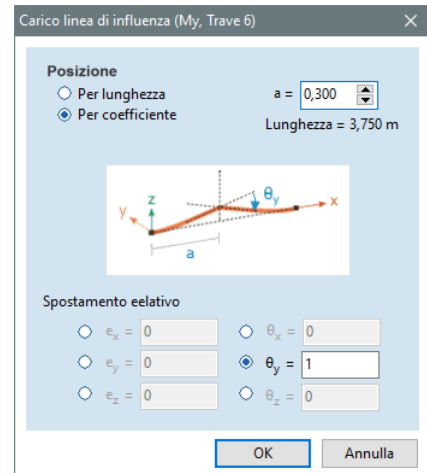 Carico linea di influenza (My, Trave 6)
Posizione
Per lunghezza
Per coefficiente
a = 0,300
Lunghezza = 3,750 m
z
y
x
θy
a
Spostamento eelativo
ex = 0
θx = 0
ey = 0
θy = 1
ez = 0
θz = 0
OK
Annulla